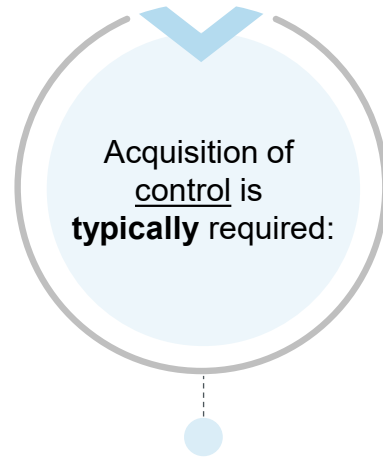 Acquisition of
control is
typically required: